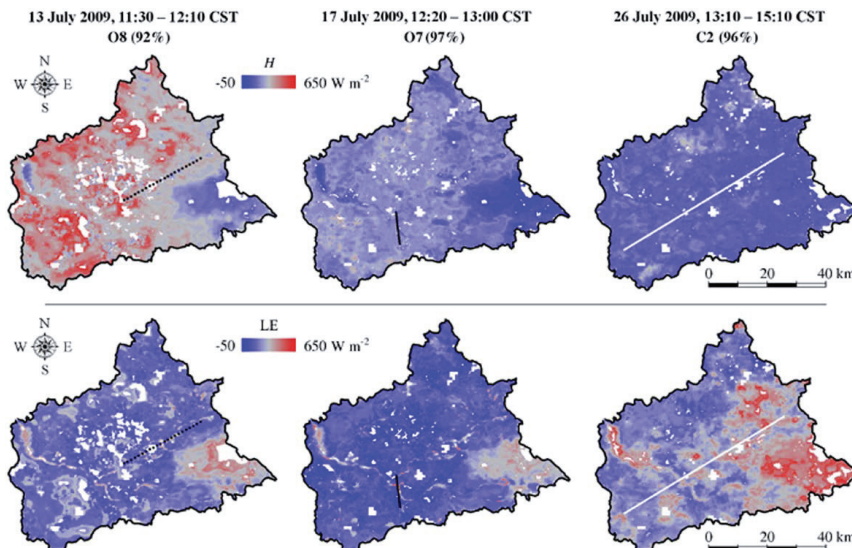 13 July 2009, 11:30 – 12:10 CST
O8 (92%)
17 July 2009, 12:20 – 13:00 CST
O7 (97%)
26 July 2009, 13:10 – 15:10 CST
C2 (96%)
N
W E
S
H
-50 650 W m⁻²
0 20 40 km
N
W E
S
LE
-50 650 W m⁻²
0 20 40 km